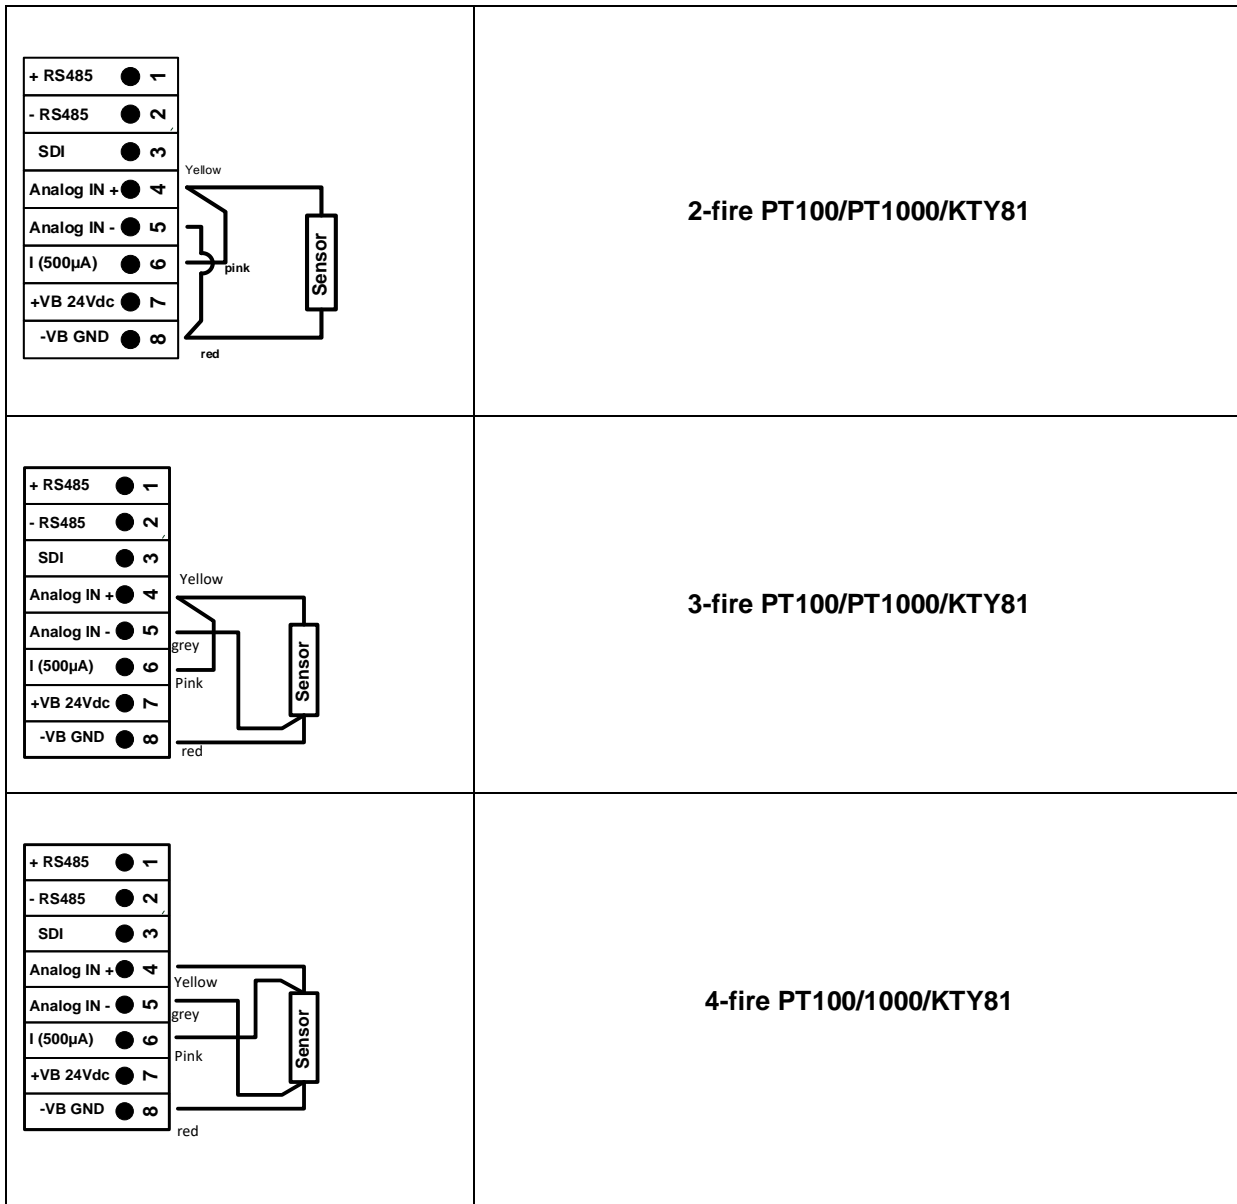 + RS485 1
- RS485 2
SDI 3
Analog IN + 4
Analog IN - 5
I (500µA) 6
+VB 24Vdc 7
-VB GND 8
Yellow
pink
red
Sensor
2-fire PT100/PT1000/KTY81
+ RS485 1
- RS485 2
SDI 3
Analog IN + 4
Analog IN - 5
I (500µA) 6
+VB 24Vdc 7
-VB GND 8
Yellow
grey
Pink
red
Sensor
3-fire PT100/PT1000/KTY81
+ RS485 1
- RS485 2
SDI 3
Analog IN + 4
Analog IN - 5
I (500µA) 6
+VB 24Vdc 7
-VB GND 8
Yellow
grey
Pink
red
Sensor
4-fire PT100/1000/KTY81